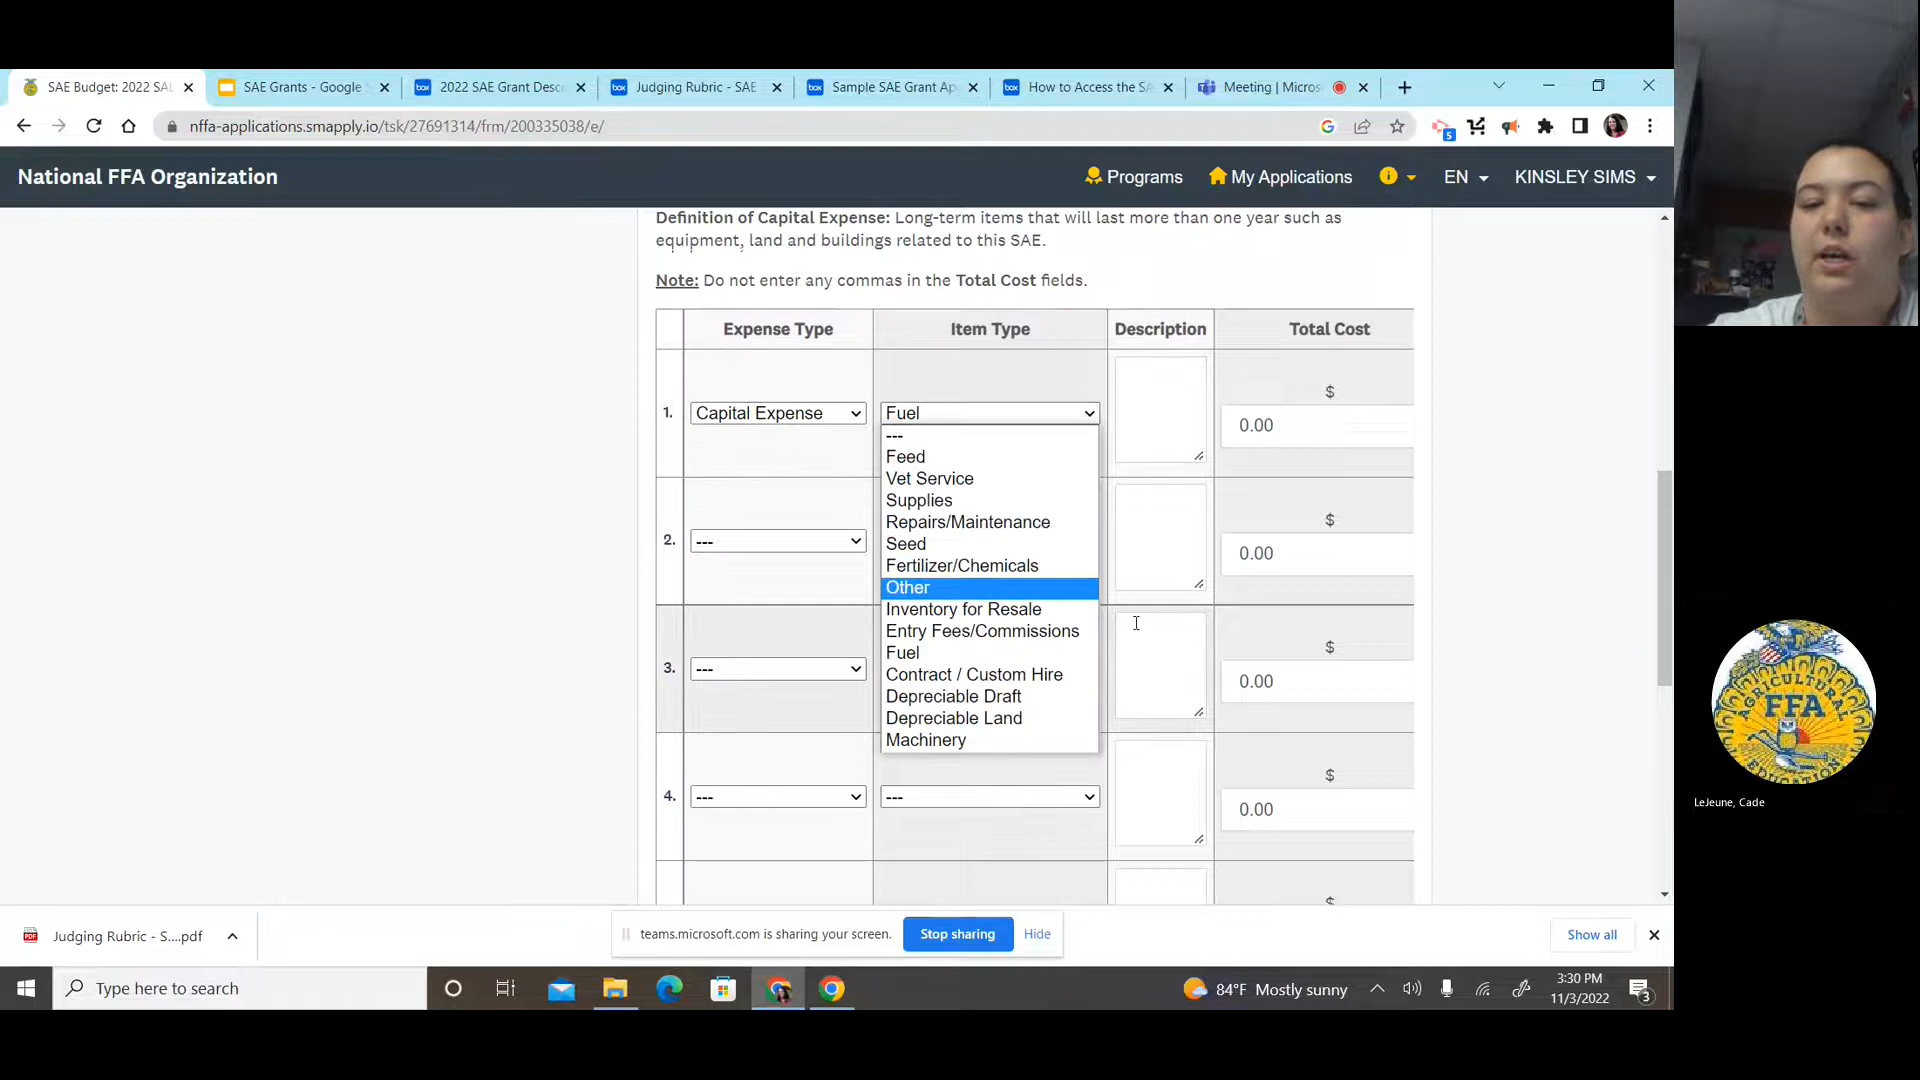 SAE Budget: 2022 SAE
SAE Grants - Google
2022 SAE Grant Desc
Judging Rubric - SAE
Sample SAE Grant Ap
How to Access the SA
Meeting | Micros
nffa-applications.smapply.io/tsk/27691314/frm/200335038/e/
5
National FFA Organization
Programs
My Applications
EN
KINSLEY SIMS
Definition of Capital Expense: Long-term items that will last more than one year such as
equipment, land and buildings related to this SAE.
Note: Do not enter any commas in the Total Cost fields.
Expense Type
Item Type
Description
Total Cost
1.
Capital Expense
Fuel
$
0.00
---
Feed
Vet Service
Supplies
Repairs/Maintenance
Seed
Fertilizer/Chemicals
Other
Inventory for Resale
Entry Fees/Commissions
Fuel
Contract / Custom Hire
Depreciable Draft
Depreciable Land
Machinery
2.
---
$
0.00
3.
---
$
0.00
4.
---
---
$
0.00
$
AGRICULTURAL
FFA
EDUCATION
LeJeune, Cade
Judging Rubric - S....pdf
teams.microsoft.com is sharing your screen.
Stop sharing
Hide
Show all
Type here to search
84°F Mostly sunny
3:30 PM
11/3/2022
3